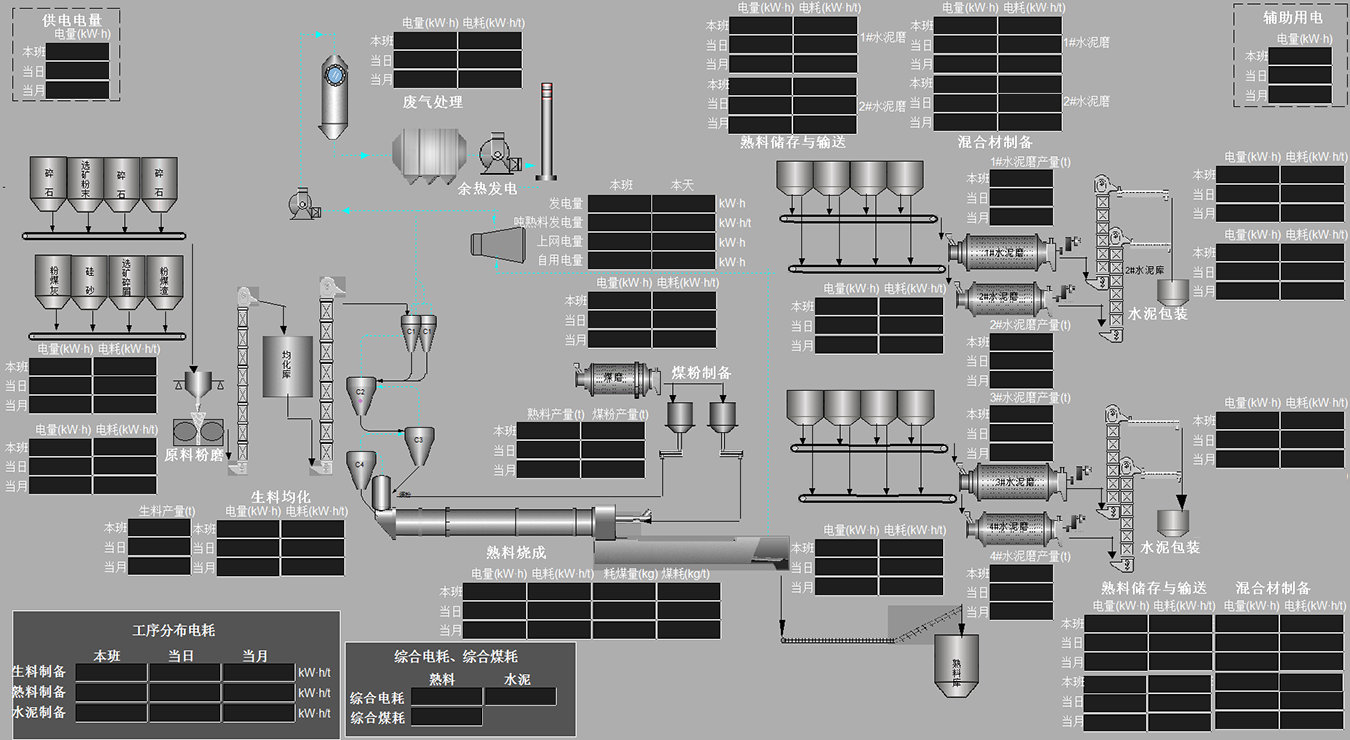 供电电量
电量(kW·h)
本班
当日
当月
电量(kW·h) 电耗(kW·h/t)
本班
当日
当月
废气处理
电量(kW·h) 电耗(kW·h/t)
本班
当日
当月
1#水泥磨
本班
当日
当月
2#水泥磨
熟料储存与输送
电量(kW·h) 电耗(kW·h/t)
本班
当日
当月
1#水泥磨
本班
当日
当月
2#水泥磨
混合材制备
辅助用电
电量(kW·h)
本班
当日
当月
碎石
选矿粉末
碎石
碎石
粉煤灰
硅砂
选矿碎屑
粉煤渣
电量(kW·h) 电耗(kW·h/t)
本班
当日
当月
电量(kW·h) 电耗(kW·h/t)
本班
当日
当月
原料粉磨
均化库
生料均化
生料产量(t)
本班
当日
当月
电量(kW·h) 电耗(kW·h/t)
本班
当日
当月
余热发电
本班 本天
发电量 kW·h
吨熟料发电量 kW·h/t
上网电量 kW·h
自用电量 kW·h
电量(kW·h) 电耗(kW·h/t)
本班
当日
当月
C1 C1
C2
C3
C4
煤磨
煤粉制备
熟料产量(t) 煤粉产量(t)
本班
当日
当月
熟料烧成
电量(kW·h) 电耗(kW·h/t) 耗煤量(kg) 煤耗(kg/t)
本班
当日
当月
1#水泥磨产量(t)
本班
当日
当月
1#水泥磨
2#水泥磨
电量(kW·h) 电耗(kW·h/t)
本班
当日
当月
2#水泥磨产量(t)
本班
当日
当月
2#水泥库
水泥包装
电量(kW·h) 电耗(kW·h/t)
本班
当日
当月
电量(kW·h) 电耗(kW·h/t)
本班
当日
当月
3#水泥磨产量(t)
本班
当日
当月
3#水泥磨
4#水泥磨
电量(kW·h) 电耗(kW·h/t)
本班
当日
当月
4#水泥磨产量(t)
本班
当日
当月
水泥包装
电量(kW·h) 电耗(kW·h/t)
本班
当日
当月
熟料库
熟料储存与输送 混合材制备
电量(kW·h) 电耗(kW·h/t) 电量(kW·h) 电耗(kW·h/t)
本班
当日
当月
本班
当日
当月
工序分布电耗
本班 当日 当月
生料制备 kW·h/t
熟料制备 kW·h/t
水泥制备 kW·h/t
综合电耗、综合煤耗
熟料 水泥
综合电耗
综合煤耗